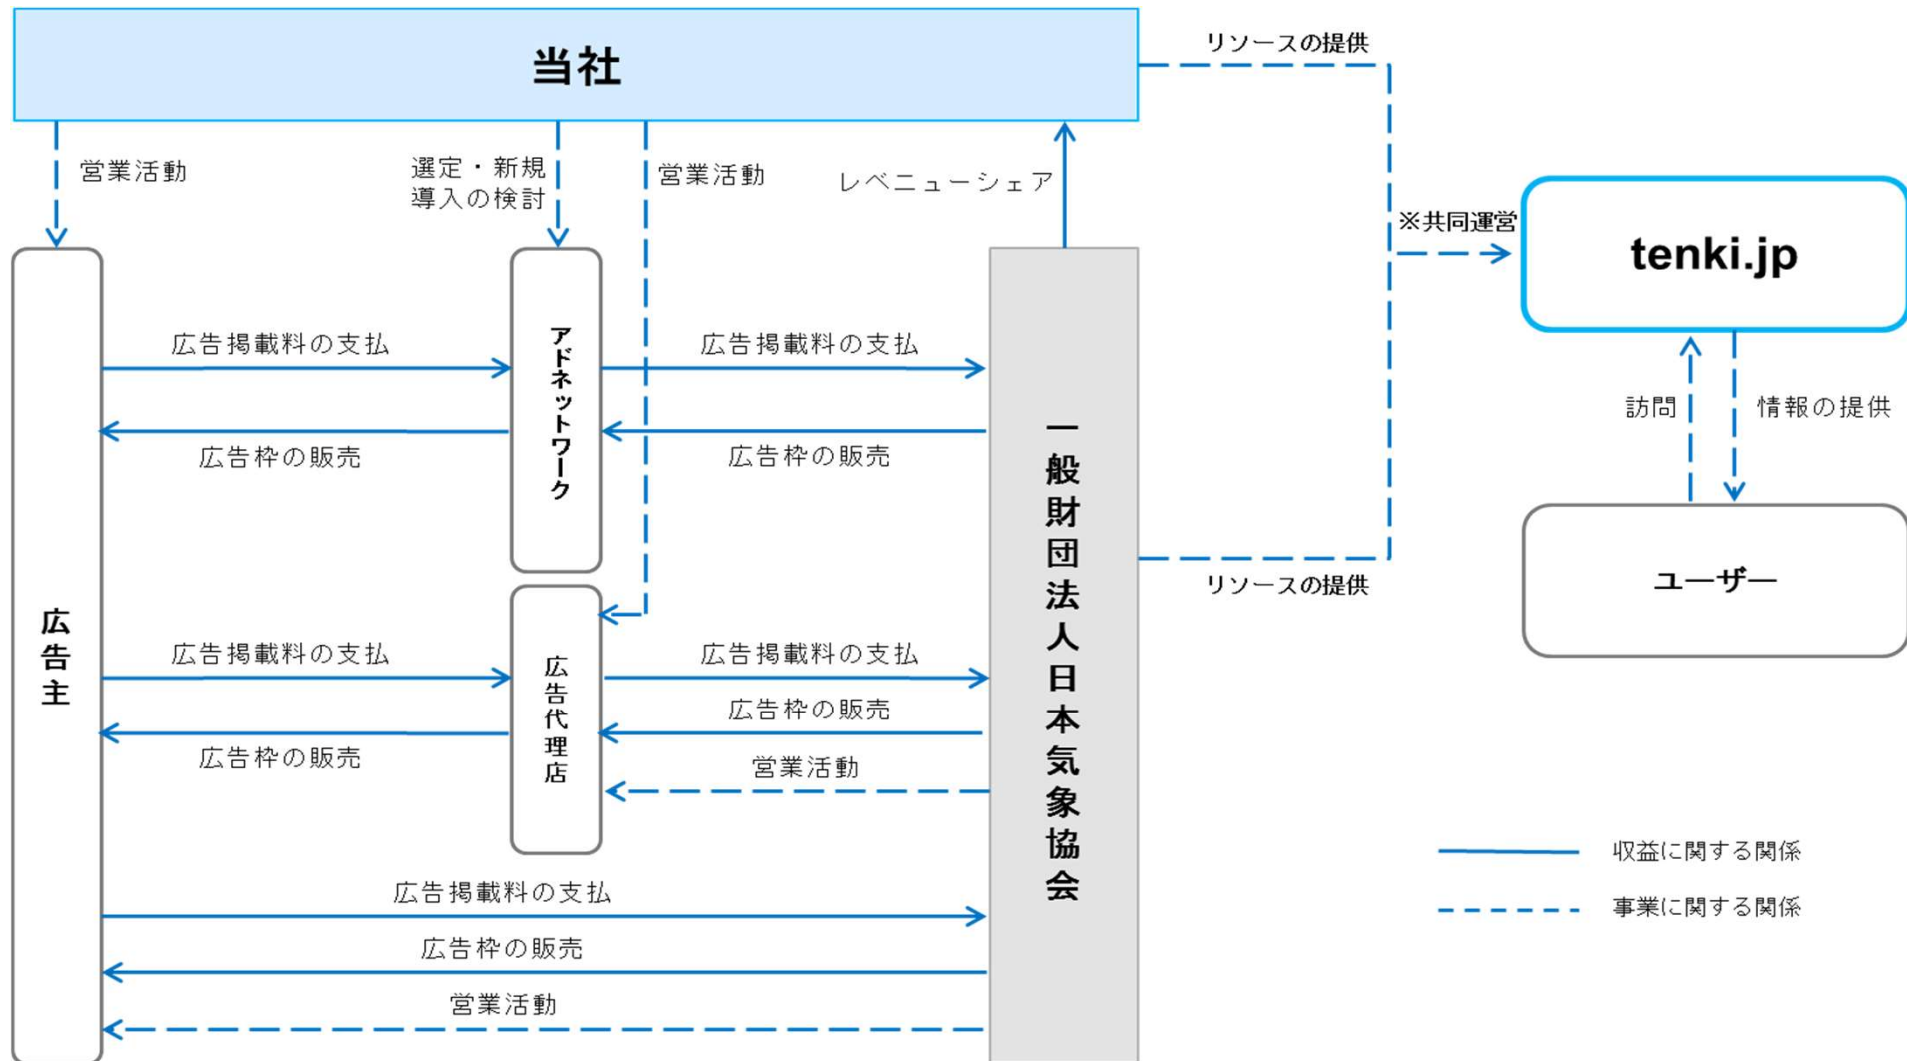 当社
リソースの提供
営業活動
選定・新規
導入の検討
営業活動
レベニューシェア
※共同運営
tenki.jp
広告掲載料の支払
アドネットワーク
広告掲載料の支払
広告枠の販売
広告枠の販売
訪問
情報の提供
一般財団法人日本気象協会
リソースの提供
ユーザー
広告主
広告掲載料の支払
広告代理店
広告掲載料の支払
広告枠の販売
広告枠の販売
営業活動
収益に関する関係
広告掲載料の支払
事業に関する関係
広告枠の販売
営業活動